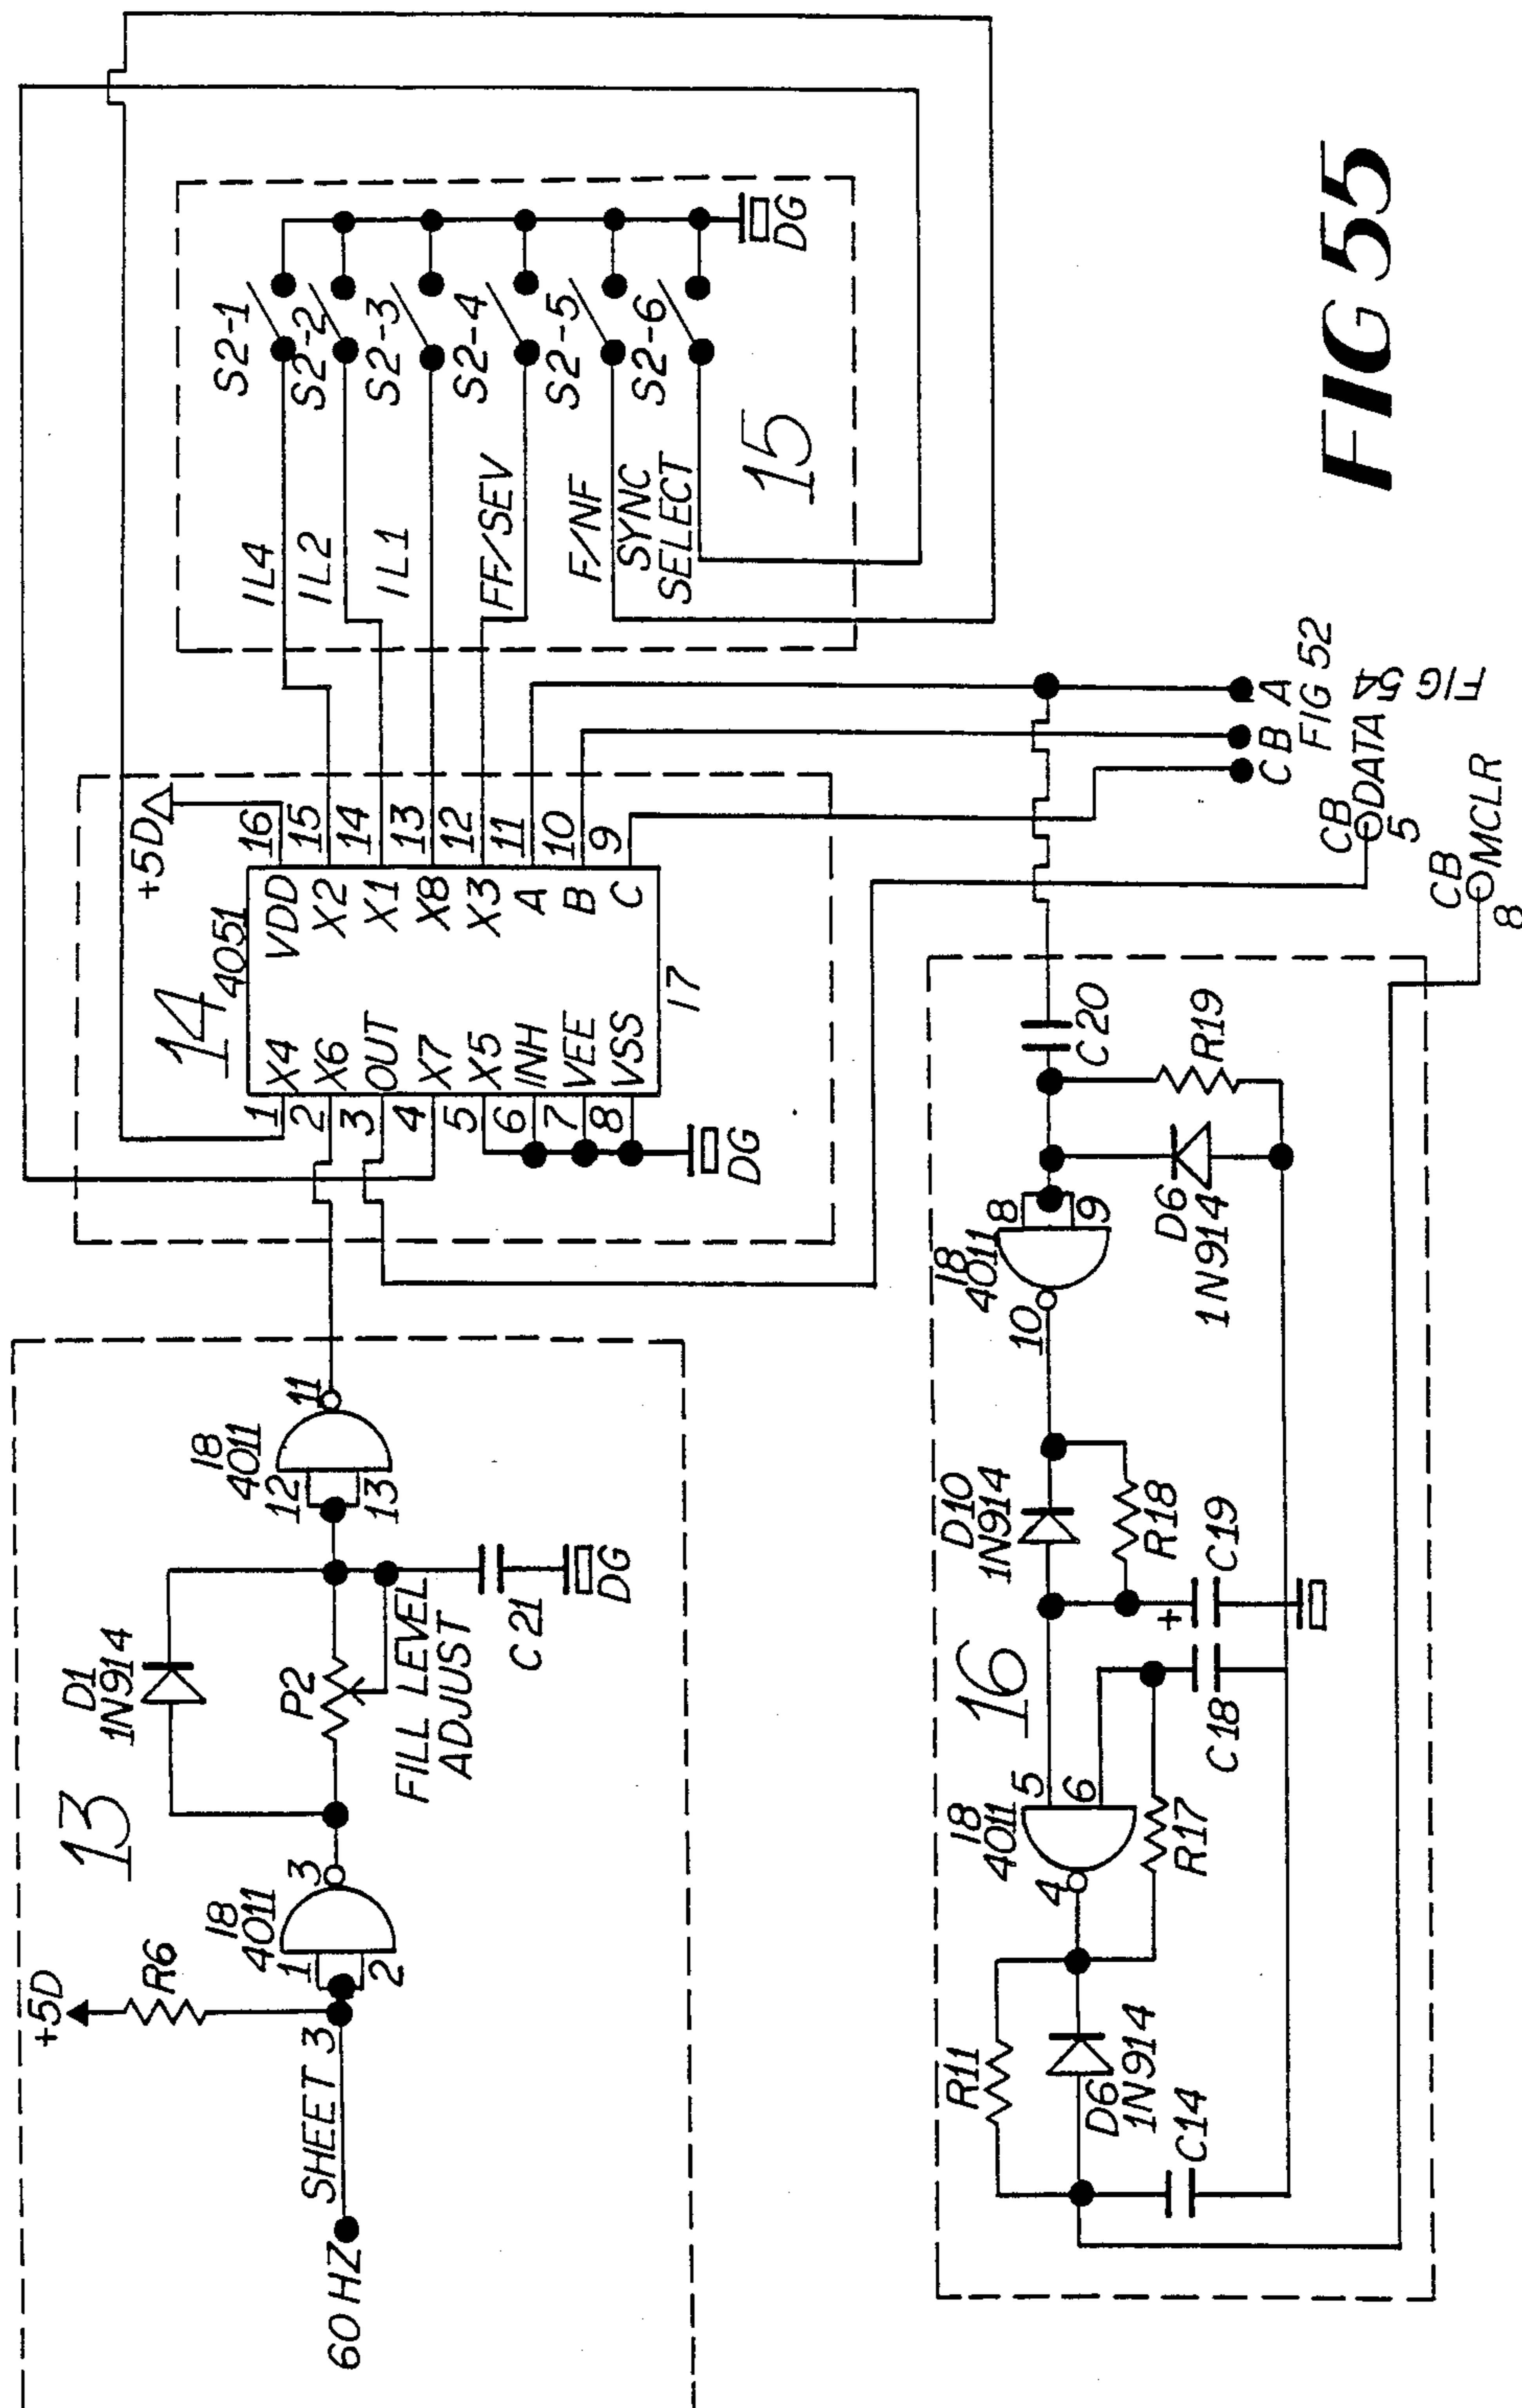 13
+5D
R6
60 HZ
SHEET 3
1
2
I8
4011
3
D1
1N914
P2
FILL LEVEL
ADJUST
C21
DG
I8
4011
12
13
11
14
4051
+5D
1
2
3
4
5
6
7
8
X4
X6
OUT
X7
X5
INH
VEE
VSS
VDD
X2
X1
X8
X3
A
B
C
16
15
14
13
12
11
10
9
I7
DG
IL4
IL2
IL1
FF/SEV
F/NF
SYNC
SELECT
S2-1
S2-2
S2-3
S2-4
S2-5
S2-6
DG
15
C B A
FIG 52
FIG 54
CB
DATA
5
CB
MCLR
8
16
R11
D6
1N914
C14
I8
4011
4
5
6
R17
C18
C19
+
R18
D10
1N914
I8
4011
10
8
9
D6
1N914
R19
C20
FIG 55